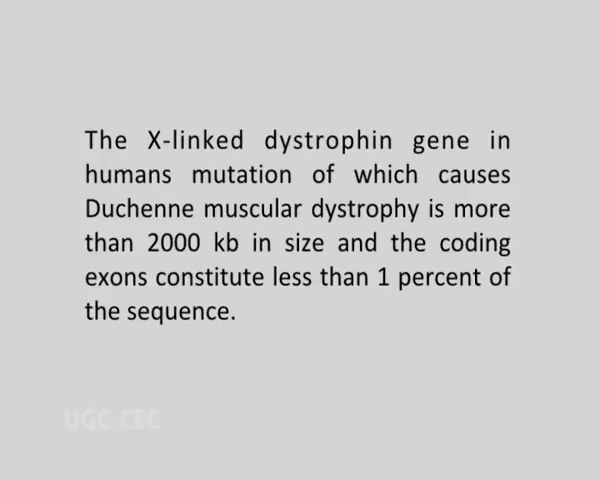 The X-linked dystrophin gene in
humans mutation of which causes
Duchenne muscular dystrophy is more
than 2000 kb in size and the coding
exons constitute less than 1 percent of
the sequence.
UGC-CEC